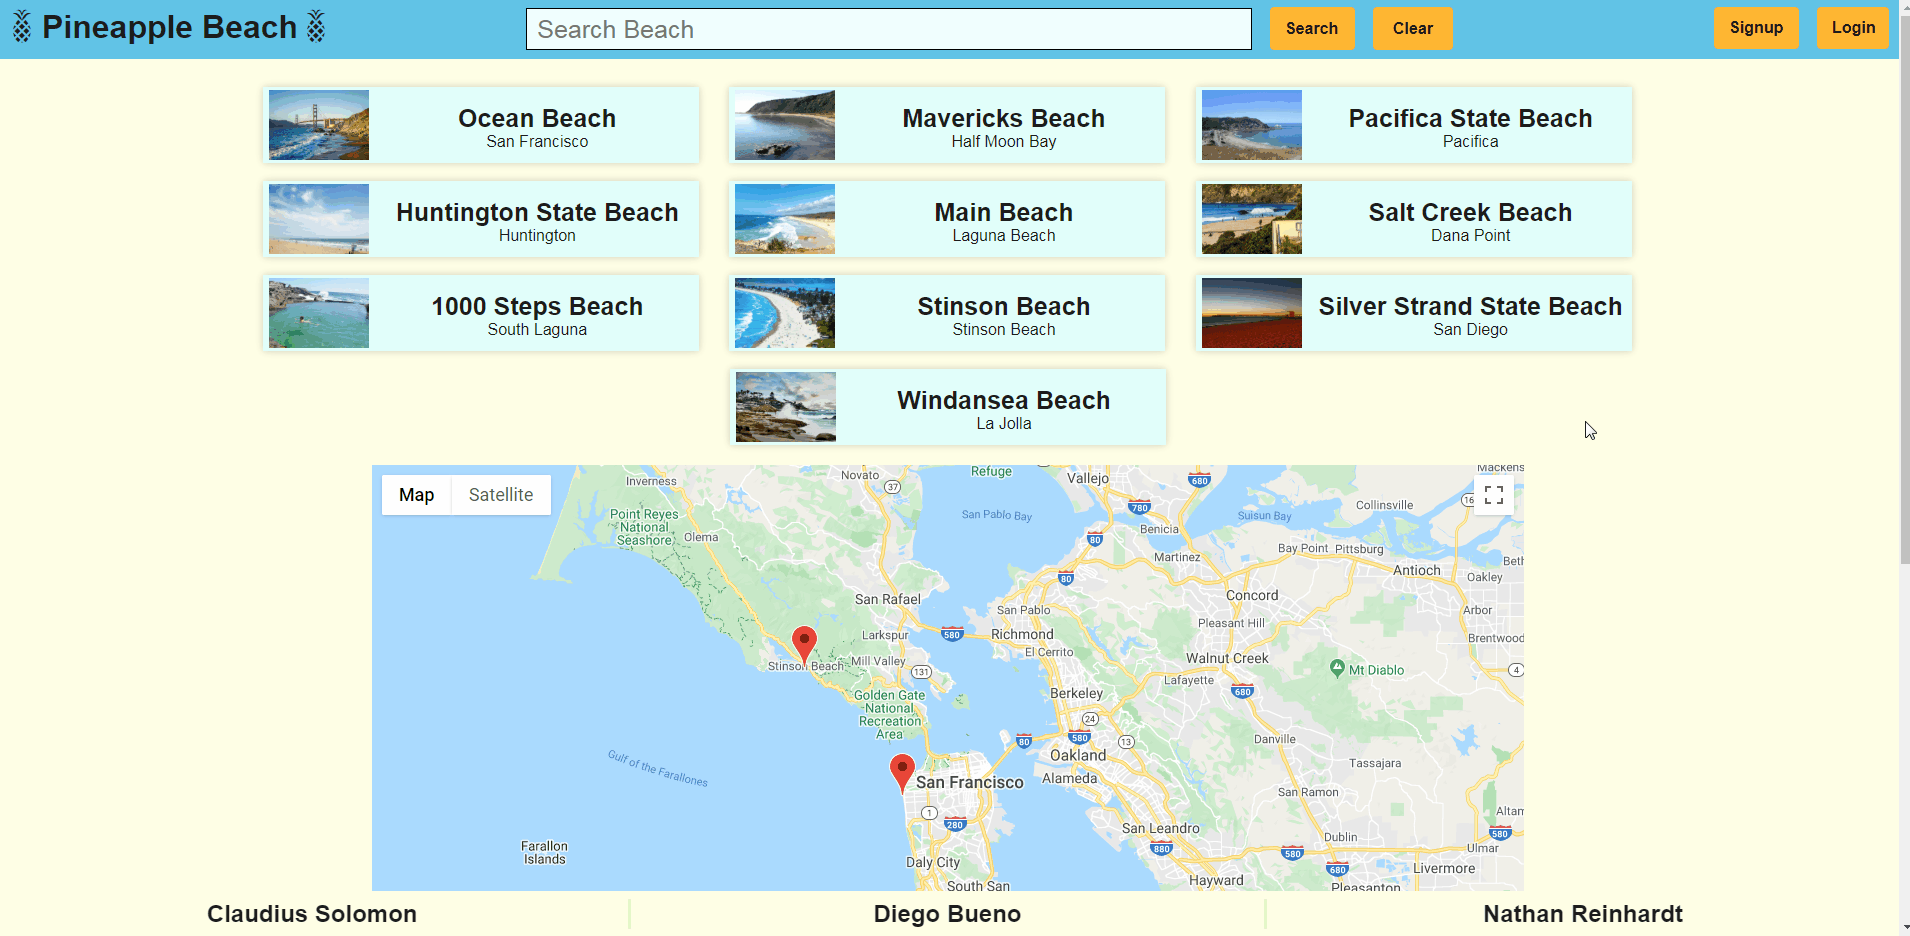 Pineapple Beach
Search Beach
Search
Clear
Signup
Login
Ocean Beach
San Francisco
Mavericks Beach
Half Moon Bay
Pacifica State Beach
Pacifica
Huntington State Beach
Huntington
Main Beach
Laguna Beach
Salt Creek Beach
Dana Point
1000 Steps Beach
South Laguna
Stinson Beach
Stinson Beach
Silver Strand State Beach
San Diego
Windansea Beach
La Jolla
Map
Satellite
Inverness
Novato
37
Refuge
Vallejo
680
Mackens
16
Point Reyes
National
Seashore
Olema
San Pablo Bay
780
Suisun Bay
Collinsville
80
Benicia
Martinez
Bay Point
Pittsburg
Antioch
Beth
Oakley
80
San Rafael
San Pablo
Concord
Arbor
Larkspur
580
Richmond
Pleasant Hill
Brentwood
El Cerrito
Stinson Beach
Mill Valley
131
Walnut Creek
Mt Diablo
4
Lafayette
680
Golden Gate
National
Recreation
Area
Berkeley
24
80
580
13
Danville
Oakland
Tassajara
Gulf of the Farallones
San Francisco
Alameda
San Ramon
1
280
Altam
San Leandro
580
Farallon
Islands
880
Dublin
580
Ulmar
Daly City
680
Livermore
South San
Hayward
Pleasanton
Claudius Solomon
Diego Bueno
Nathan Reinhardt